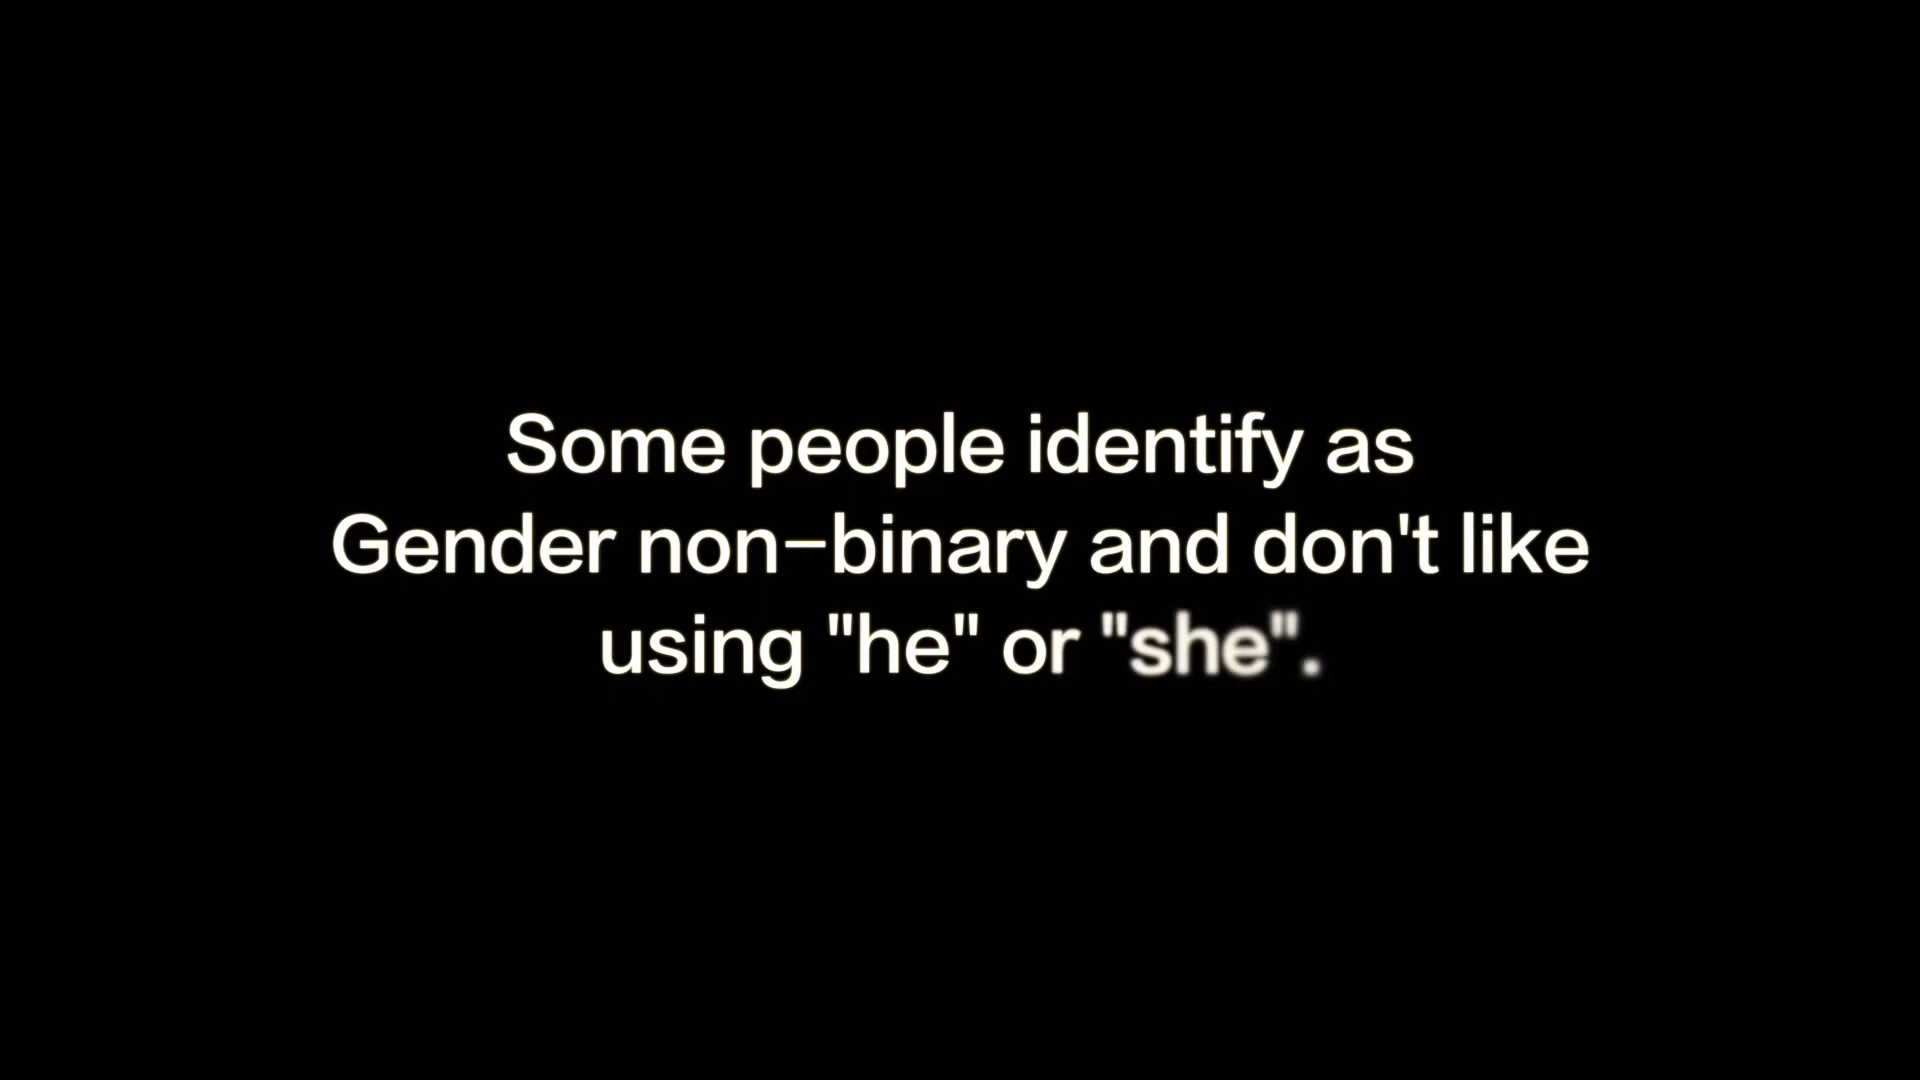 Some people identify as
Gender non-binary and don't like
using "he" or "she".